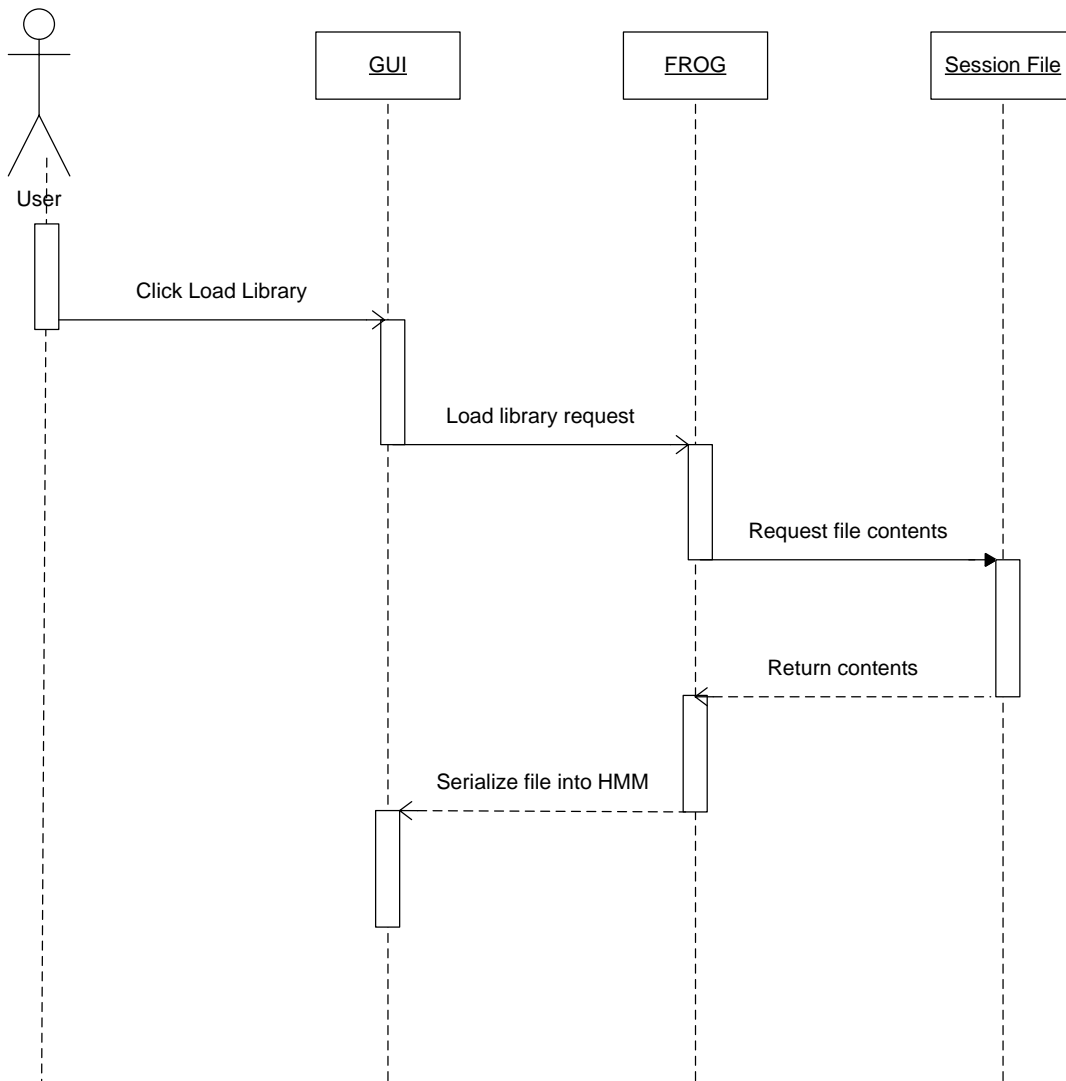 GUI
FROG
Session File
User
Click Load Library
Load library request
Request file contents
Return contents
Serialize file into HMM